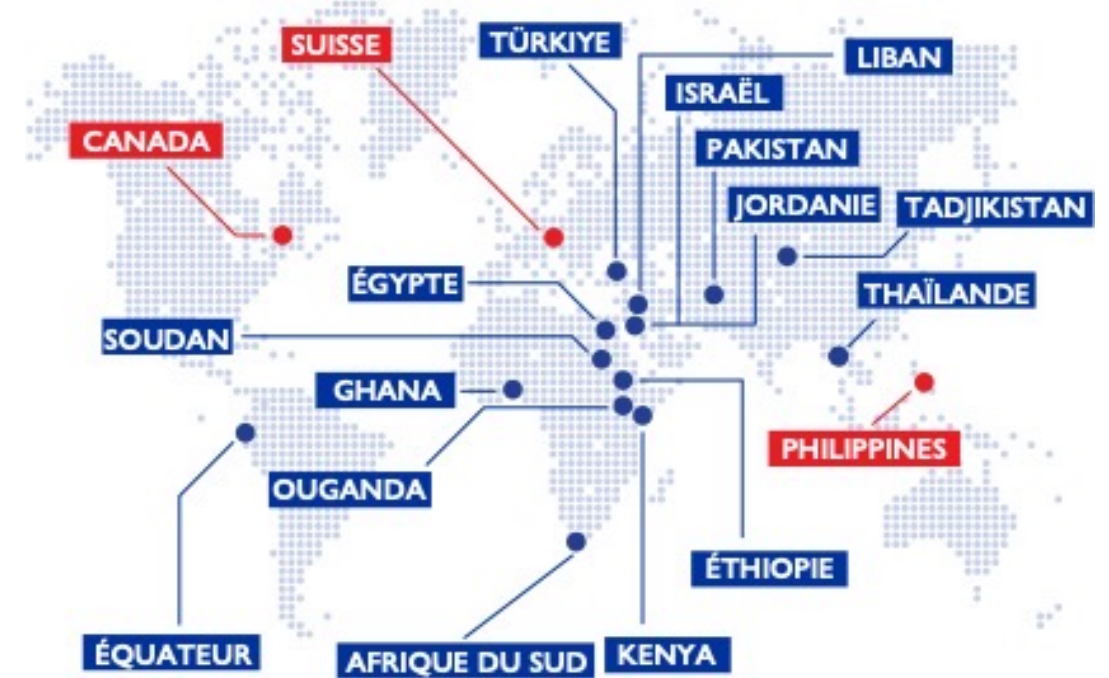 SUISSE
TÜRKIYE
LIBAN
ISRAËL
CANADA
PAKISTAN
JORDANIE
TADJIKISTAN
ÉGYPTE
THAÏLANDE
SOUDAN
GHANA
PHILIPPINES
OUGANDA
ÉTHIOPIE
ÉQUATEUR
AFRIQUE DU SUD
KENYA